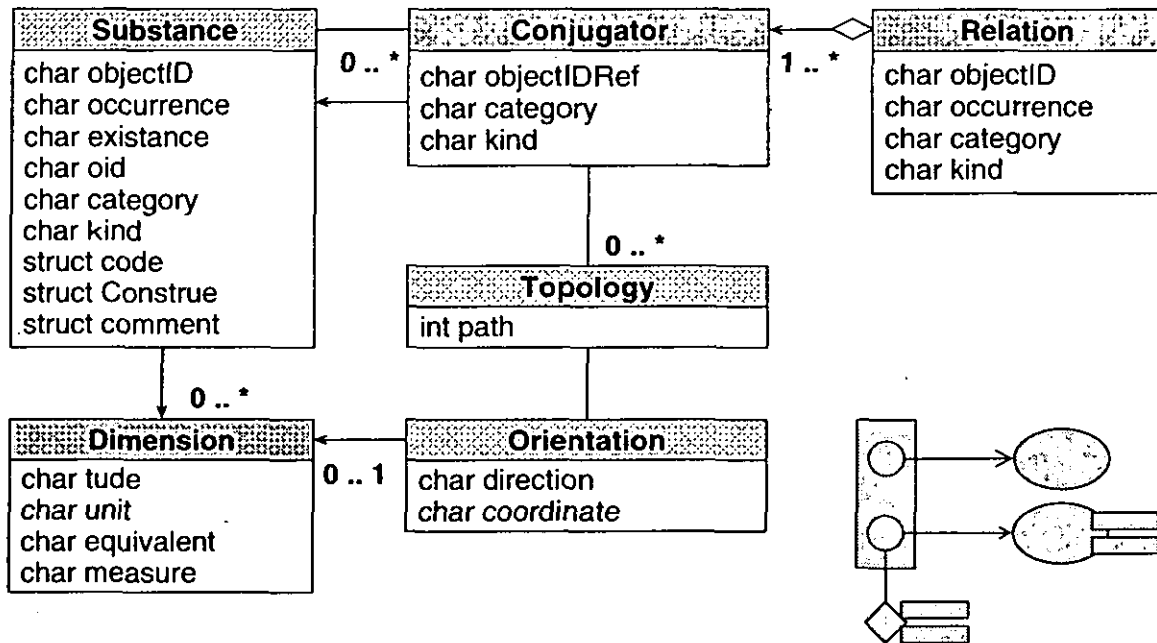 Substance
char objectID
char occurrence
char existance
char oid
char category
char kind
struct code
struct Construe
struct comment
0 .. *
Conjugator
char objectIDRef
char category
char kind
1 .. *
Relation
char objectID
char occurrence
char category
char kind
0 .. *
Topology
int path
0 .. *
Dimension
char tude
char unit
char equivalent
char measure
0 .. 1
Orientation
char direction
char coordinate